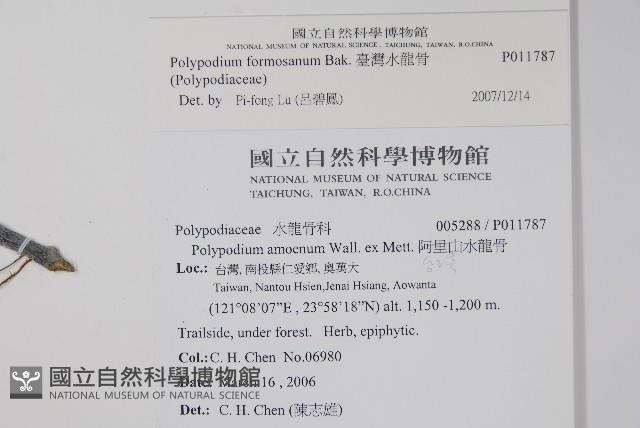 國立自然科學博物館
NATIONAL MUSEUM OF NATURAL SCIENCE, TAICHUNG, TAIWAN, R.O.CHINA
Polypodium formosanum Bak. 臺灣水龍骨 P011787
(Polypodiaceae)
Det. by Pi-fong Lu (呂碧鳳) 2007/12/14
國立自然科學博物館
NATIONAL MUSEUM OF NATURAL SCIENCE
TAICHUNG, TAIWAN, R.O.CHINA
Polypodiaceae 水龍骨科 005288 / P011787
Polypodium amoenum Wall. ex Mett. 阿里山水龍骨
Loc.: 台灣, 南投縣仁愛鄉, 奧萬大
Taiwan, Nantou Hsien,Jenai Hsiang, Aowanta
(121°08'07"E , 23°58'18"N) alt. 1,150 -1,200 m.
Trailside, under forest. Herb, epiphytic.
Col.:C. H. Chen No.06980
Date: March 16 , 2006
Det.: C. H. Chen (陳志雄)
國立自然科學博物館
NATIONAL MUSEUM OF NATURAL SCIENCE